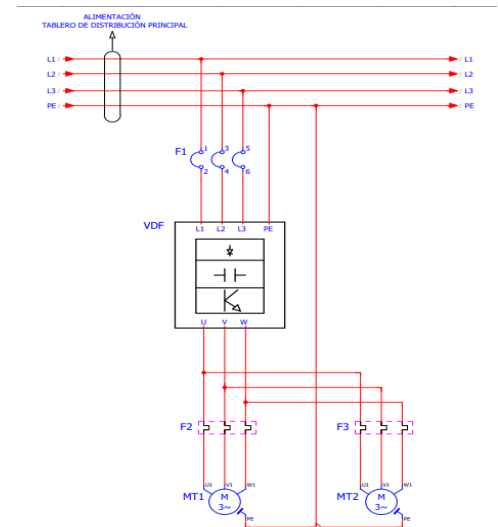 ALIMENTACIÓN
TABLERO DE DISTRIBUCIÓN PRINCIPAL
L1 / / L1
L2 / / L2
L3 / / L3
PE / / PE
F1 1 3 5
2 4 6
VDF L1 L2 L3 PE
U V W
F2 F3
U1 V1 W1 U1 V1 W1
MT1 M 3~ MT2 M 3~
PE PE